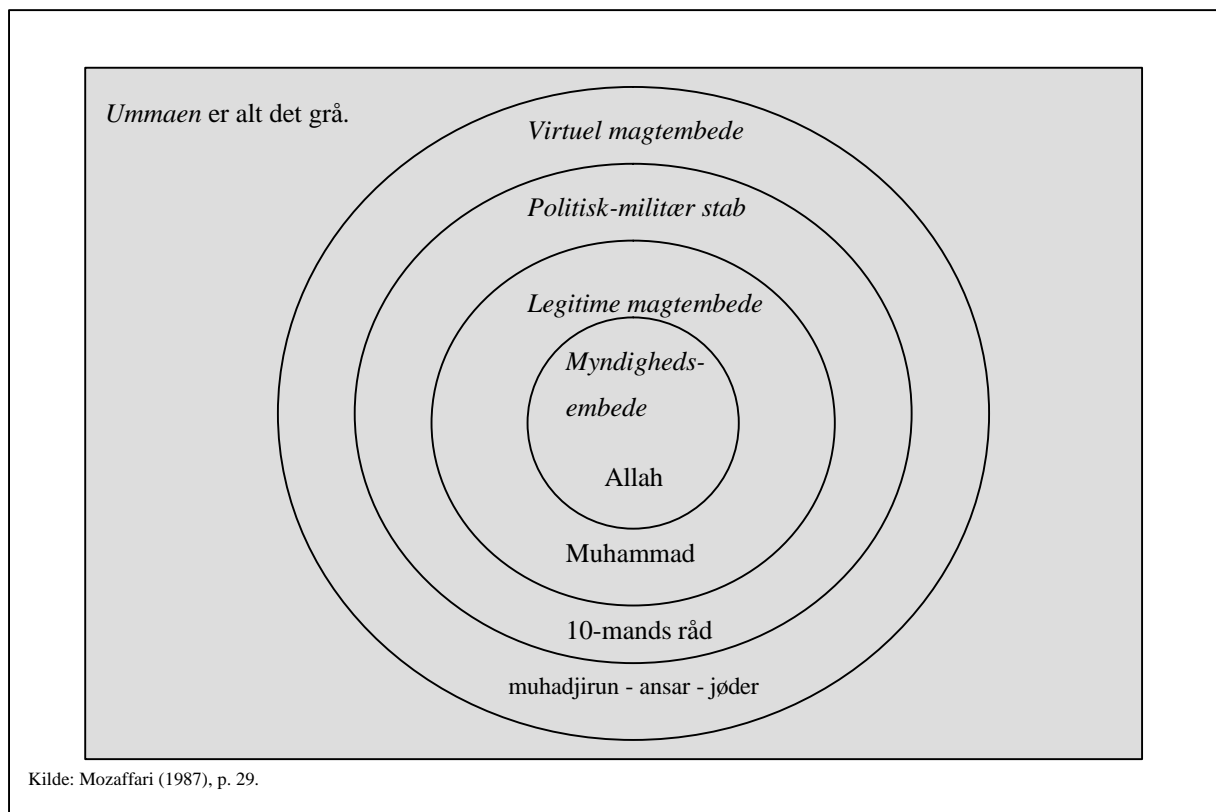 Ummaen er alt det grå.
Virtuel magtembede
Politisk-militær stab
Legitime magtembede
Myndigheds-
embede
Allah
Muhammad
10-mands råd
muhadjirun - ansar - jøder
Kilde: Mozaffari (1987), p. 29.